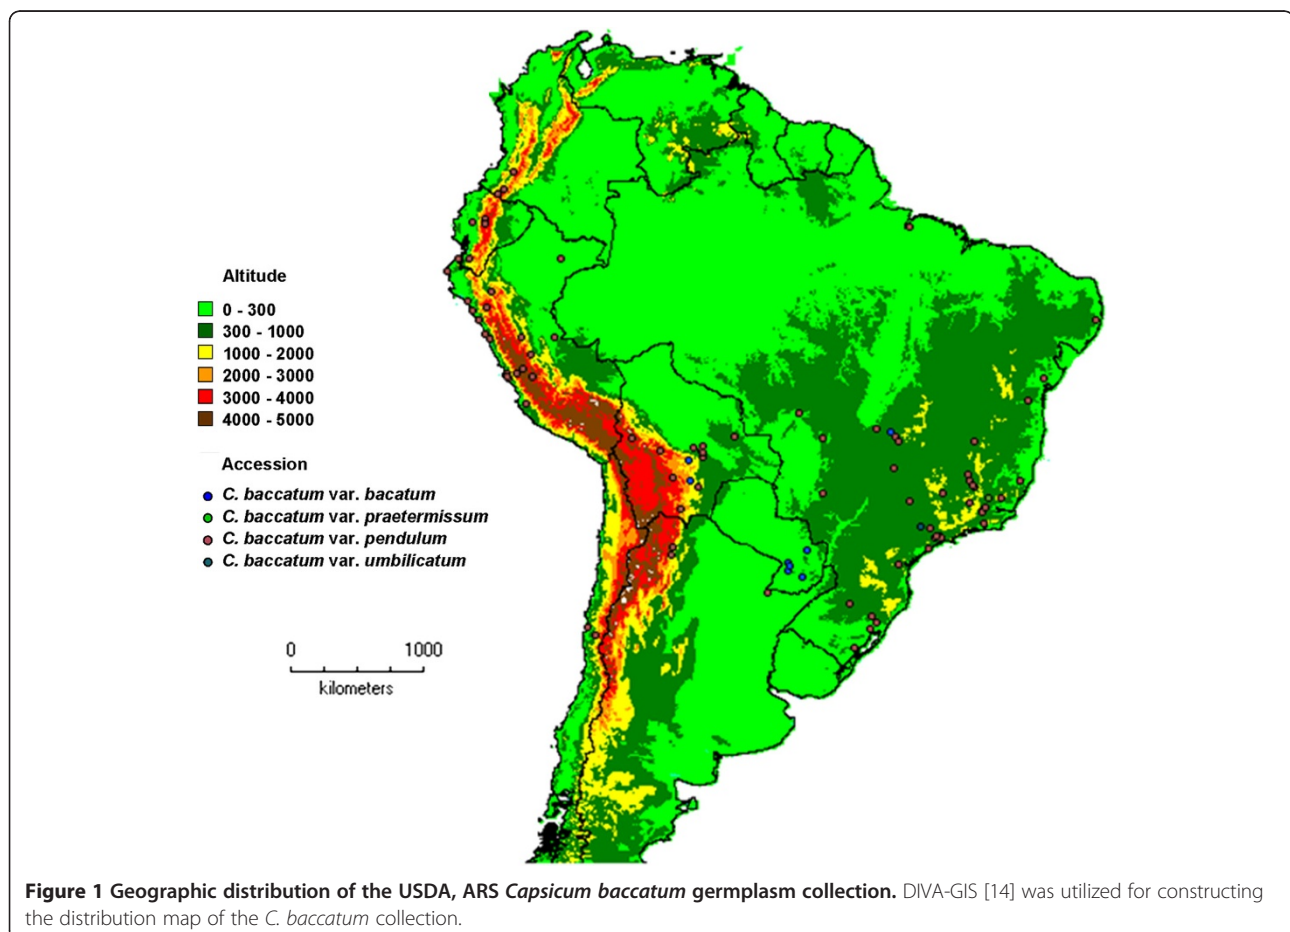 Altitude
0 - 300
300 - 1000
1000 - 2000
2000 - 3000
3000 - 4000
4000 - 5000
Accession
C. baccatum var. bacatum
C. baccatum var. praetermissum
C. baccatum var. pendulum
C. baccatum var. umbilicatum
0 1000
kilometers
Figure 1 Geographic distribution of the USDA, ARS Capsicum baccatum germplasm collection. DIVA-GIS [14] was utilized for constructing
the distribution map of the C. baccatum collection.